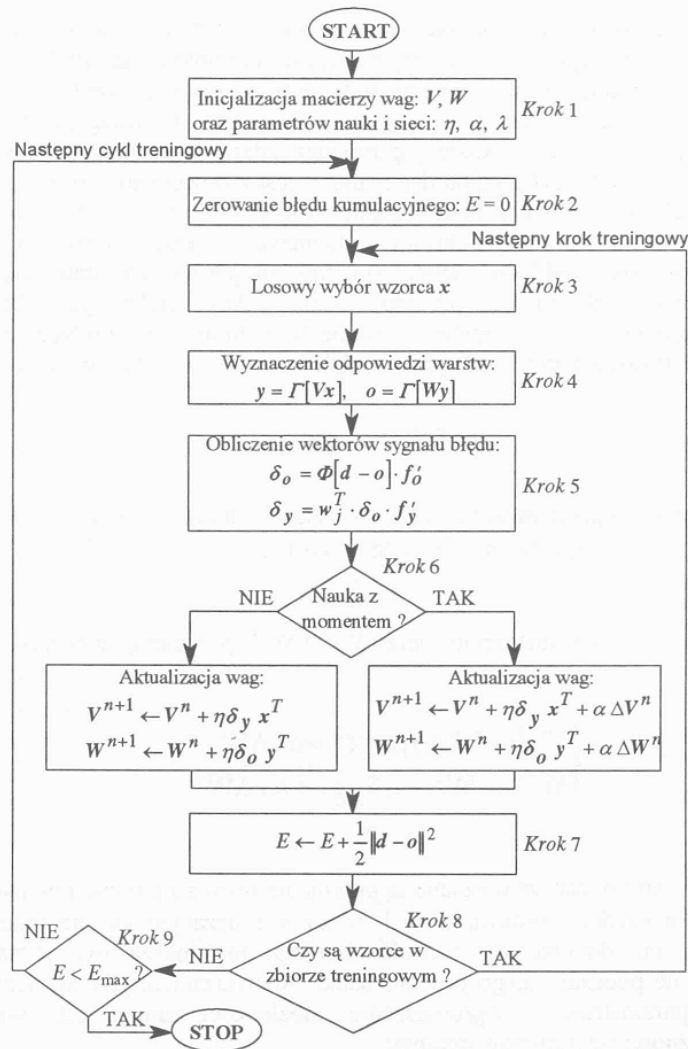 START
Inicjalizacja macierzy wag: V, W
oraz parametrów nauki i sieci: η, α, λ
Krok 1
Następny cykl treningowy
Zerowanie błędu kumulacyjnego: E = 0
Krok 2
Następny krok treningowy
Losowy wybór wzorca x
Krok 3
Wyznaczenie odpowiedzi warstw:
y = Γ[Vx], o = Γ[Wy]
Krok 4
Obliczenie wektorów sygnału błędu:
δ_o = Φ[d – o]· f′_o
δ_y = w_j^T · δ_o · f′_y
Krok 5
Krok 6
NIE
Nauka z
momentem ?
TAK
Aktualizacja wag:
V^{n+1} ← V^n + ηδ_y x^T
W^{n+1} ← W^n + ηδ_o y^T
Aktualizacja wag:
V^{n+1} ← V^n + ηδ_y x^T + α ΔV^n
W^{n+1} ← W^n + ηδ_o y^T + α ΔW^n
E ← E + 1/2 ||d – o||^2
Krok 7
Krok 8
Czy są wzorce w
zbiorze treningowym ?
NIE
TAK
Krok 9
NIE
E < E_max ?
TAK
STOP